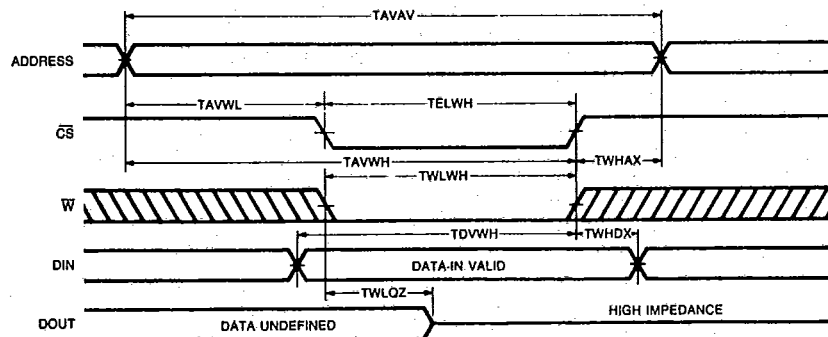 TAVAV
ADDRESS
TAVWL TELWH
CS
TAVWH TWHAX
TWLWH
W
TDVWH TWHDX
DIN DATA-IN VALID
TWLQZ
DOUT DATA UNDEFINED HIGH IMPEDANCE